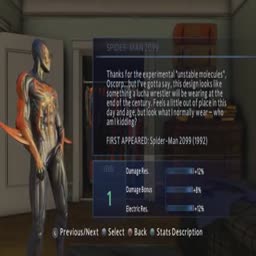 SPIDER-MAN 2099
Thanks for the experimental "unstable molecules",
Oscorp... but I've gotta say, this design looks like
something a lucha wrestler will be wearing at the
end of the century. Feels a little out of place in this
day and age, but look what I normally wear – who
am I kidding?
FIRST APPEARED: Spider-Man 2099 (1992)
1
Damage Res. +12%
Damage Bonus +8%
Electric Res. +12%
Previous/Next Select Back Stats Description